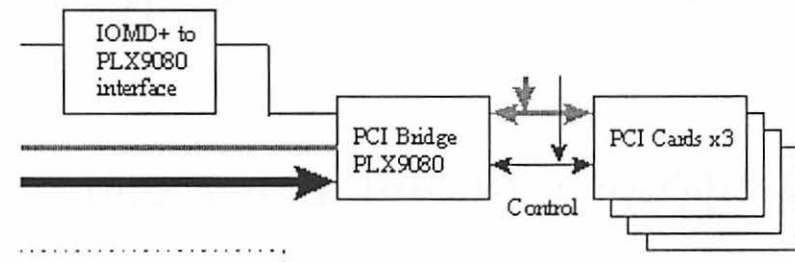 IOMD+ to
PLX9080
interface
PCI Bridge
PLX9080
PCI Cards x3
Control